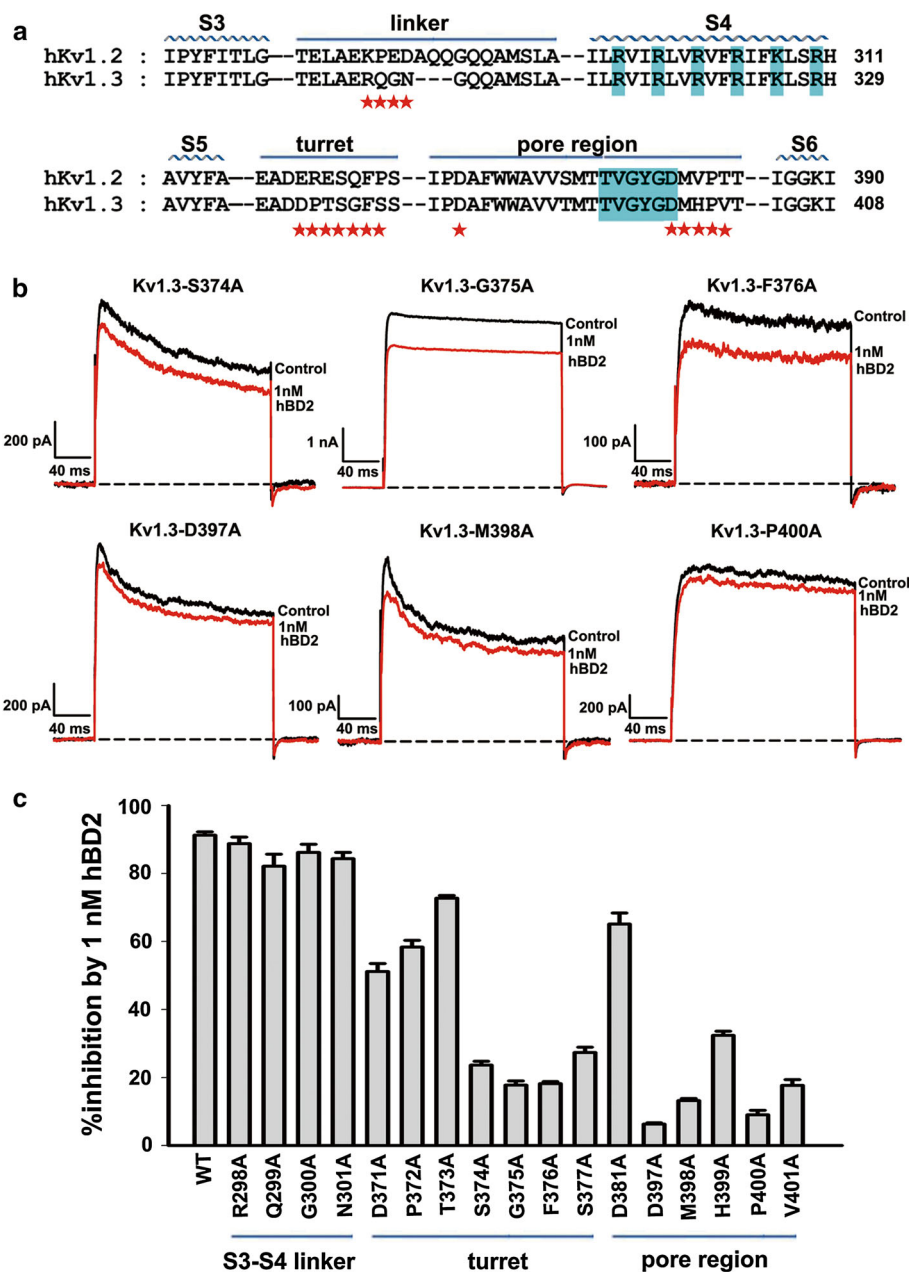 a
S3 linker S4
hKv1.2 : IPYFITLG--TELAEKPEDAQQGQQAMSLA---ILRVIRLVRVFRIFKLSRH 311
hKv1.3 : IPYFITLG--TELAERQGN---GQQAMSLA---ILRVIRLVRVFRIFKLSRH 329
S5 turret pore region S6
hKv1.2 : AVYFA--EADERESQFPS--IPDAFWWAVVSMTTVGYGDMVPTT--IGGKI 390
hKv1.3 : AVYFA--EADDPTSGFSS--IPDAFWWAVVTMTTVGYGDMHPVT--IGGKI 408
b
Kv1.3-S374A
Control
1nM
hBD2
200 pA
40 ms
Kv1.3-G375A
Control
1nM
hBD2
1 nA
40 ms
Kv1.3-F376A
Control
1nM
hBD2
100 pA
40 ms
Kv1.3-D397A
Control
1nM
hBD2
200 pA
40 ms
Kv1.3-M398A
Control
1nM
hBD2
100 pA
40 ms
Kv1.3-P400A
Control
1nM
hBD2
200 pA
40 ms
c
%inhibition by 1 nM hBD2
100
80
60
40
20
0
WT
R298A
Q299A
G300A
N301A
D371A
P372A
T373A
S374A
G375A
F376A
S377A
D381A
D397A
M398A
H399A
P400A
V401A
S3-S4 linker turret pore region